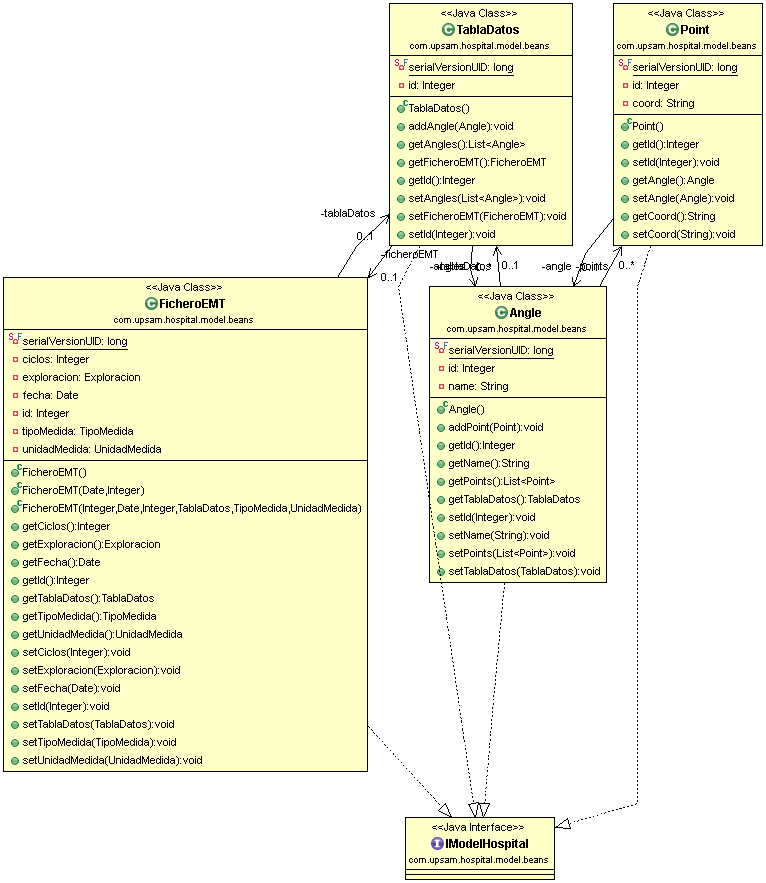 <<Java Class>>
TablaDatos
com.upsam.hospital.model.beans
serialVersionUID: long
id: Integer
TablaDatos()
addAngle(Angle):void
getAngles():List<Angle>
getFicheroEMT():FicheroEMT
getId():Integer
setAngles(List<Angle>):void
setFicheroEMT(FicheroEMT):void
setId(Integer):void
<<Java Class>>
Point
com.upsam.hospital.model.beans
serialVersionUID: long
id: Integer
coord: String
Point()
getId():Integer
setId(Integer):void
getAngle():Angle
setAngle(Angle):void
getCoord():String
setCoord(String):void
-tablaDatos
0..1
-ficheroEMT
0..1
0..1
-angle
-points
0..*
<<Java Class>>
FicheroEMT
com.upsam.hospital.model.beans
serialVersionUID: long
ciclos: Integer
exploracion: Exploracion
fecha: Date
id: Integer
tipoMedida: TipoMedida
unidadMedida: UnidadMedida
FicheroEMT()
FicheroEMT(Date,Integer)
FicheroEMT(Integer,Date,Integer,TablaDatos,TipoMedida,UnidadMedida)
getCiclos():Integer
getExploracion():Exploracion
getFecha():Date
getId():Integer
getTablaDatos():TablaDatos
getTipoMedida():TipoMedida
getUnidadMedida():UnidadMedida
setCiclos(Integer):void
setExploracion(Exploracion):void
setFecha(Date):void
setId(Integer):void
setTablaDatos(TablaDatos):void
setTipoMedida(TipoMedida):void
setUnidadMedida(UnidadMedida):void
<<Java Class>>
Angle
com.upsam.hospital.model.beans
serialVersionUID: long
id: Integer
name: String
Angle()
addPoint(Point):void
getId():Integer
getName():String
getPoints():List<Point>
getTablaDatos():TablaDatos
setId(Integer):void
setName(String):void
setPoints(List<Point>):void
setTablaDatos(TablaDatos):void
<<Java Interface>>
IModelHospital
com.upsam.hospital.model.beans